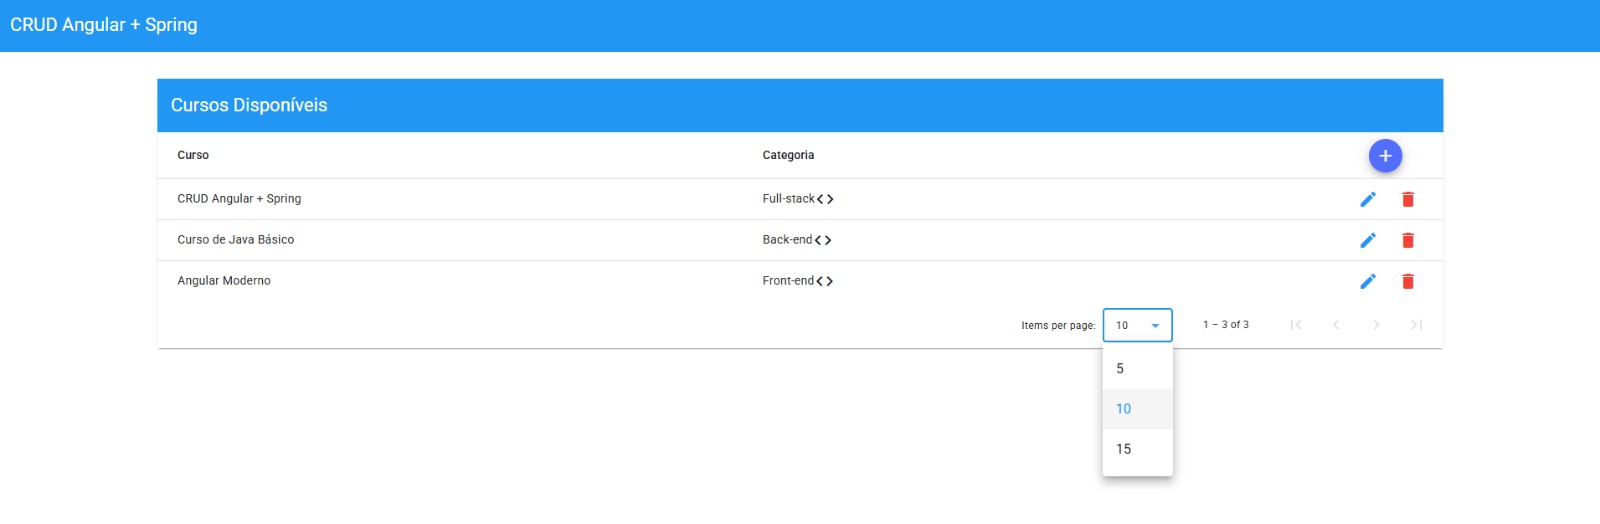 CRUD Angular + Spring
Cursos Disponíveis
Curso Categoria
CRUD Angular + Spring Full-stack
Curso de Java Básico Back-end
Angular Moderno Front-end
Items per page: 10 1 – 3 of 3
5
10
15